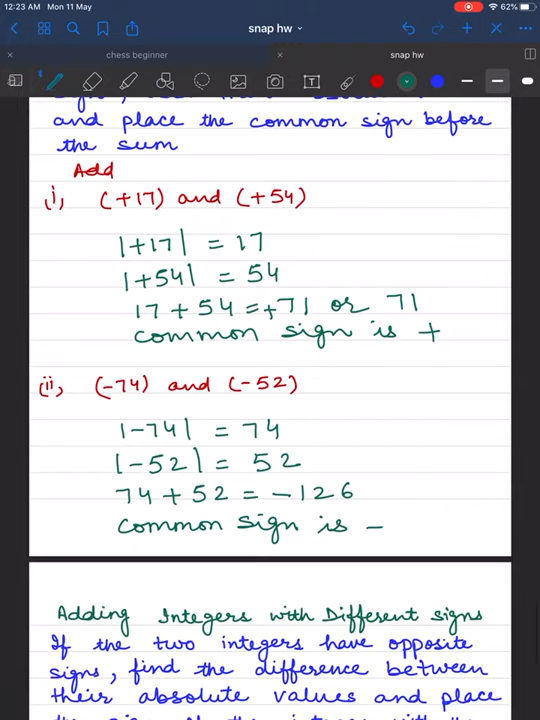 12:23 AM Mon 11 May
62%
snap hw
chess beginner
snap hw
and place the common sign before
the sum
Add
(i, (+17) and (+54)
|+17| = 17
|+54| = 54
17 + 54 = +71 or 71
common sign is +
(ii, (-74) and (-52)
|-74| = 74
|-52| = 52
74 + 52 = -126
common sign is -
Adding Integers with Different signs
If the two integers have opposite
signs, find the difference between
their absolute values and place